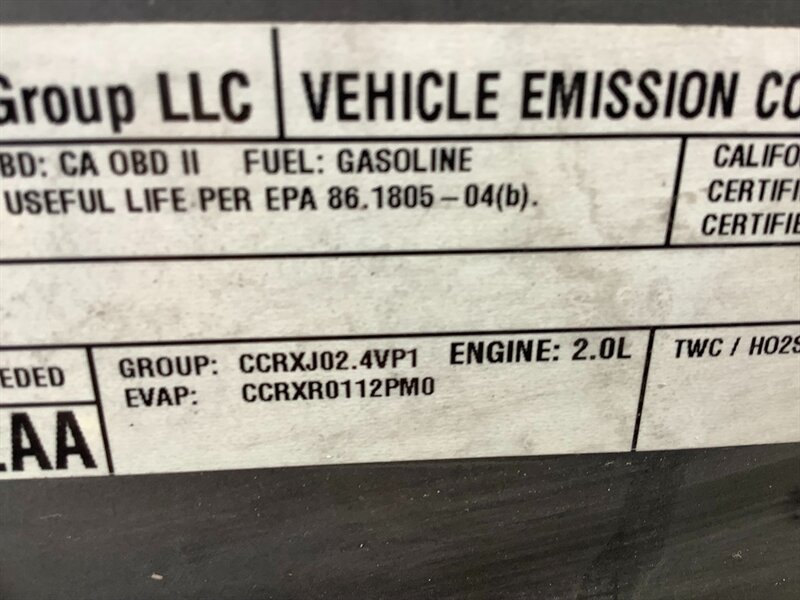 Group LLC
VEHICLE EMISSION CO
BD: CA OBD II FUEL: GASOLINE
USEFUL LIFE PER EPA 86.1805-04(b).
CALIFO
CERTIFI
CERTIFIE
EDED
AA
GROUP: CCRXJ02.4VP1 ENGINE: 2.0L
EVAP: CCRXR0112PM0
TWC / HO2S